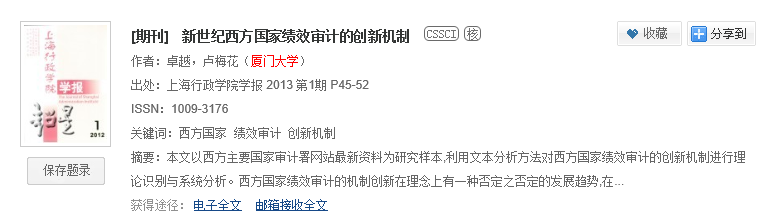 [期刊] 新世纪西方国家绩效审计的创新机制 CSSCI 核
收藏
分享到
作者：卓越，卢梅花（厦门大学）
出处：上海行政学院学报 2013 第1期 P45-52
ISSN：1009-3176
关键词：西方国家 绩效审计 创新机制
摘要：本文以西方主要国家审计署网站最新资料为研究样本,利用文本分析方法对西方国家绩效审计的创新机制进行理
论识别与系统分析。西方国家绩效审计的机制创新在理念上有一种否定之否定的发展趋势,在...
获得途径： 电子全文 邮箱接收全文
上海行政学院
学报
1
2012
保存题录